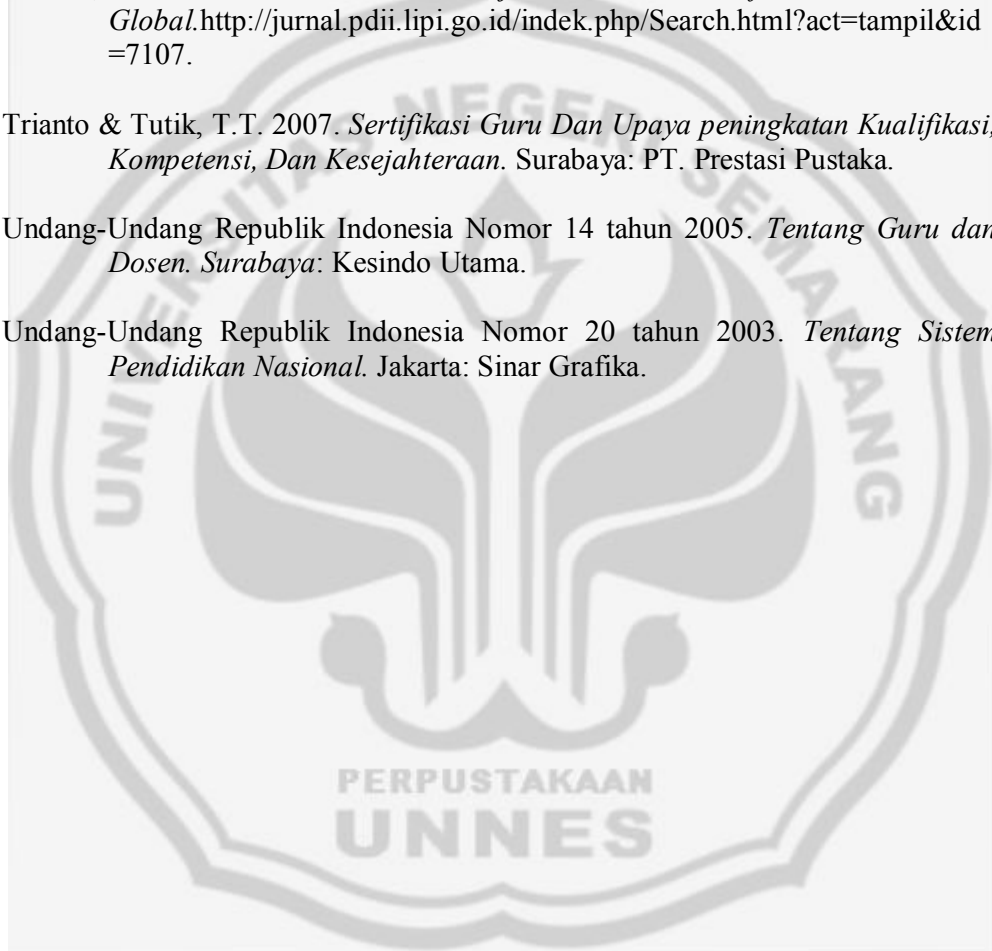 Global.http://jurnal.pdii.lipi.go.id/indek.php/Search.html?act=tampil&id
=7107.
Trianto & Tutik, T.T. 2007. Sertifikasi Guru Dan Upaya peningkatan Kualifikasi,
Kompetensi, Dan Kesejahteraan. Surabaya: PT. Prestasi Pustaka.
Undang-Undang Republik Indonesia Nomor 14 tahun 2005. Tentang Guru dan
Dosen. Surabaya: Kesindo Utama.
Undang-Undang Republik Indonesia Nomor 20 tahun 2003. Tentang Sistem
Pendidikan Nasional. Jakarta: Sinar Grafika.
UNIVERSITAS NEGERI SEMARANG
PERPUSTAKAAN
UNNES